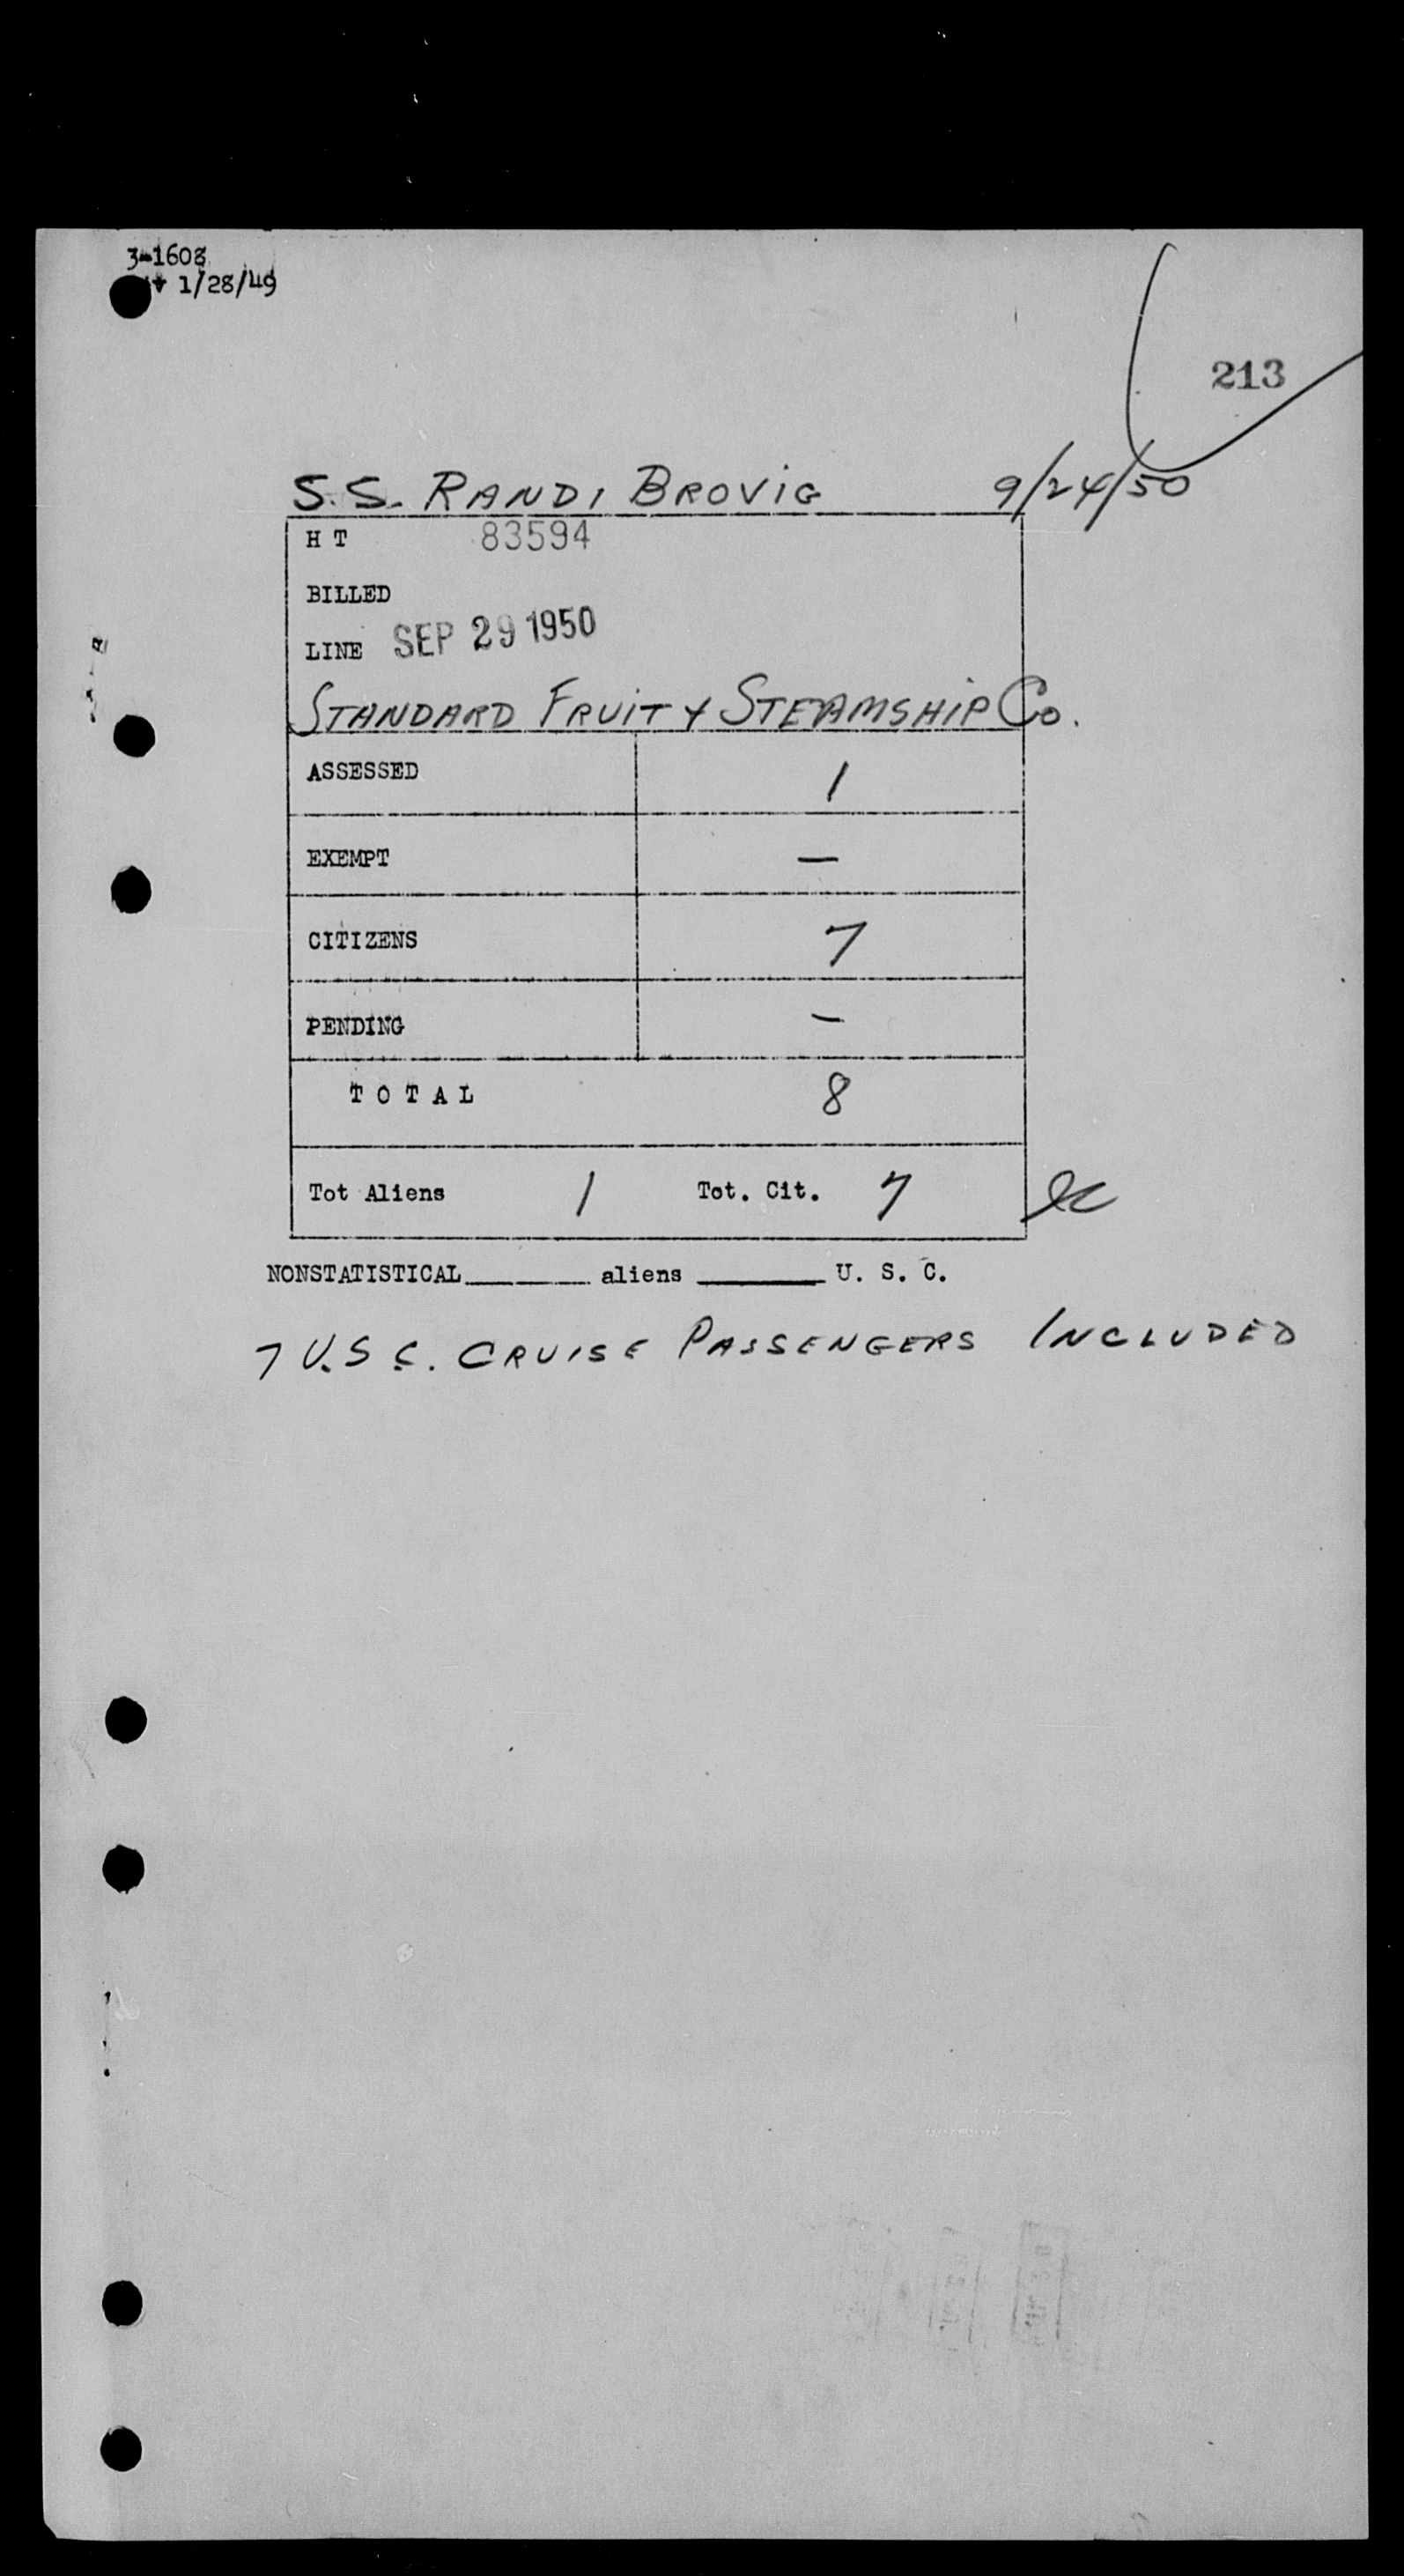 3-1608
1/28/49
213
S.S. RANDI BROVIG 9/24/50
H T 83594
BILLED
LINE SEP 29 1950
STANDARD FRUIT & STEAMSHIP Co.
ASSESSED 1
EXEMPT —
CITIZENS 7
PENDING —
T O T A L 8
Tot Aliens 1 Tot. Cit. 7
NONSTATISTICAL______ aliens ______ U. S. C.
7 U.S.C. CRUISE PASSENGERS INCLUDED